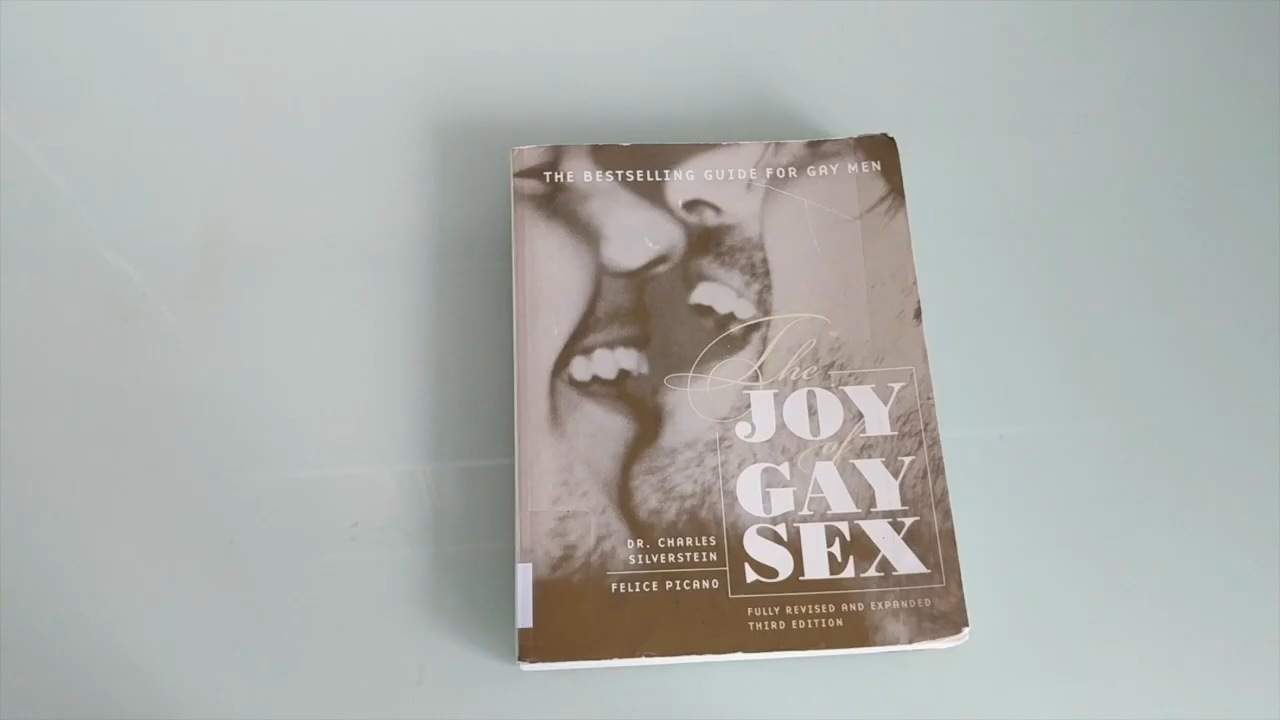 THE BESTSELLING GUIDE FOR GAY MEN
The
JOY
of
GAY
SEX
DR. CHARLES
SILVERSTEIN
FELICE PICANO
FULLY REVISED AND EXPANDED
THIRD EDITION